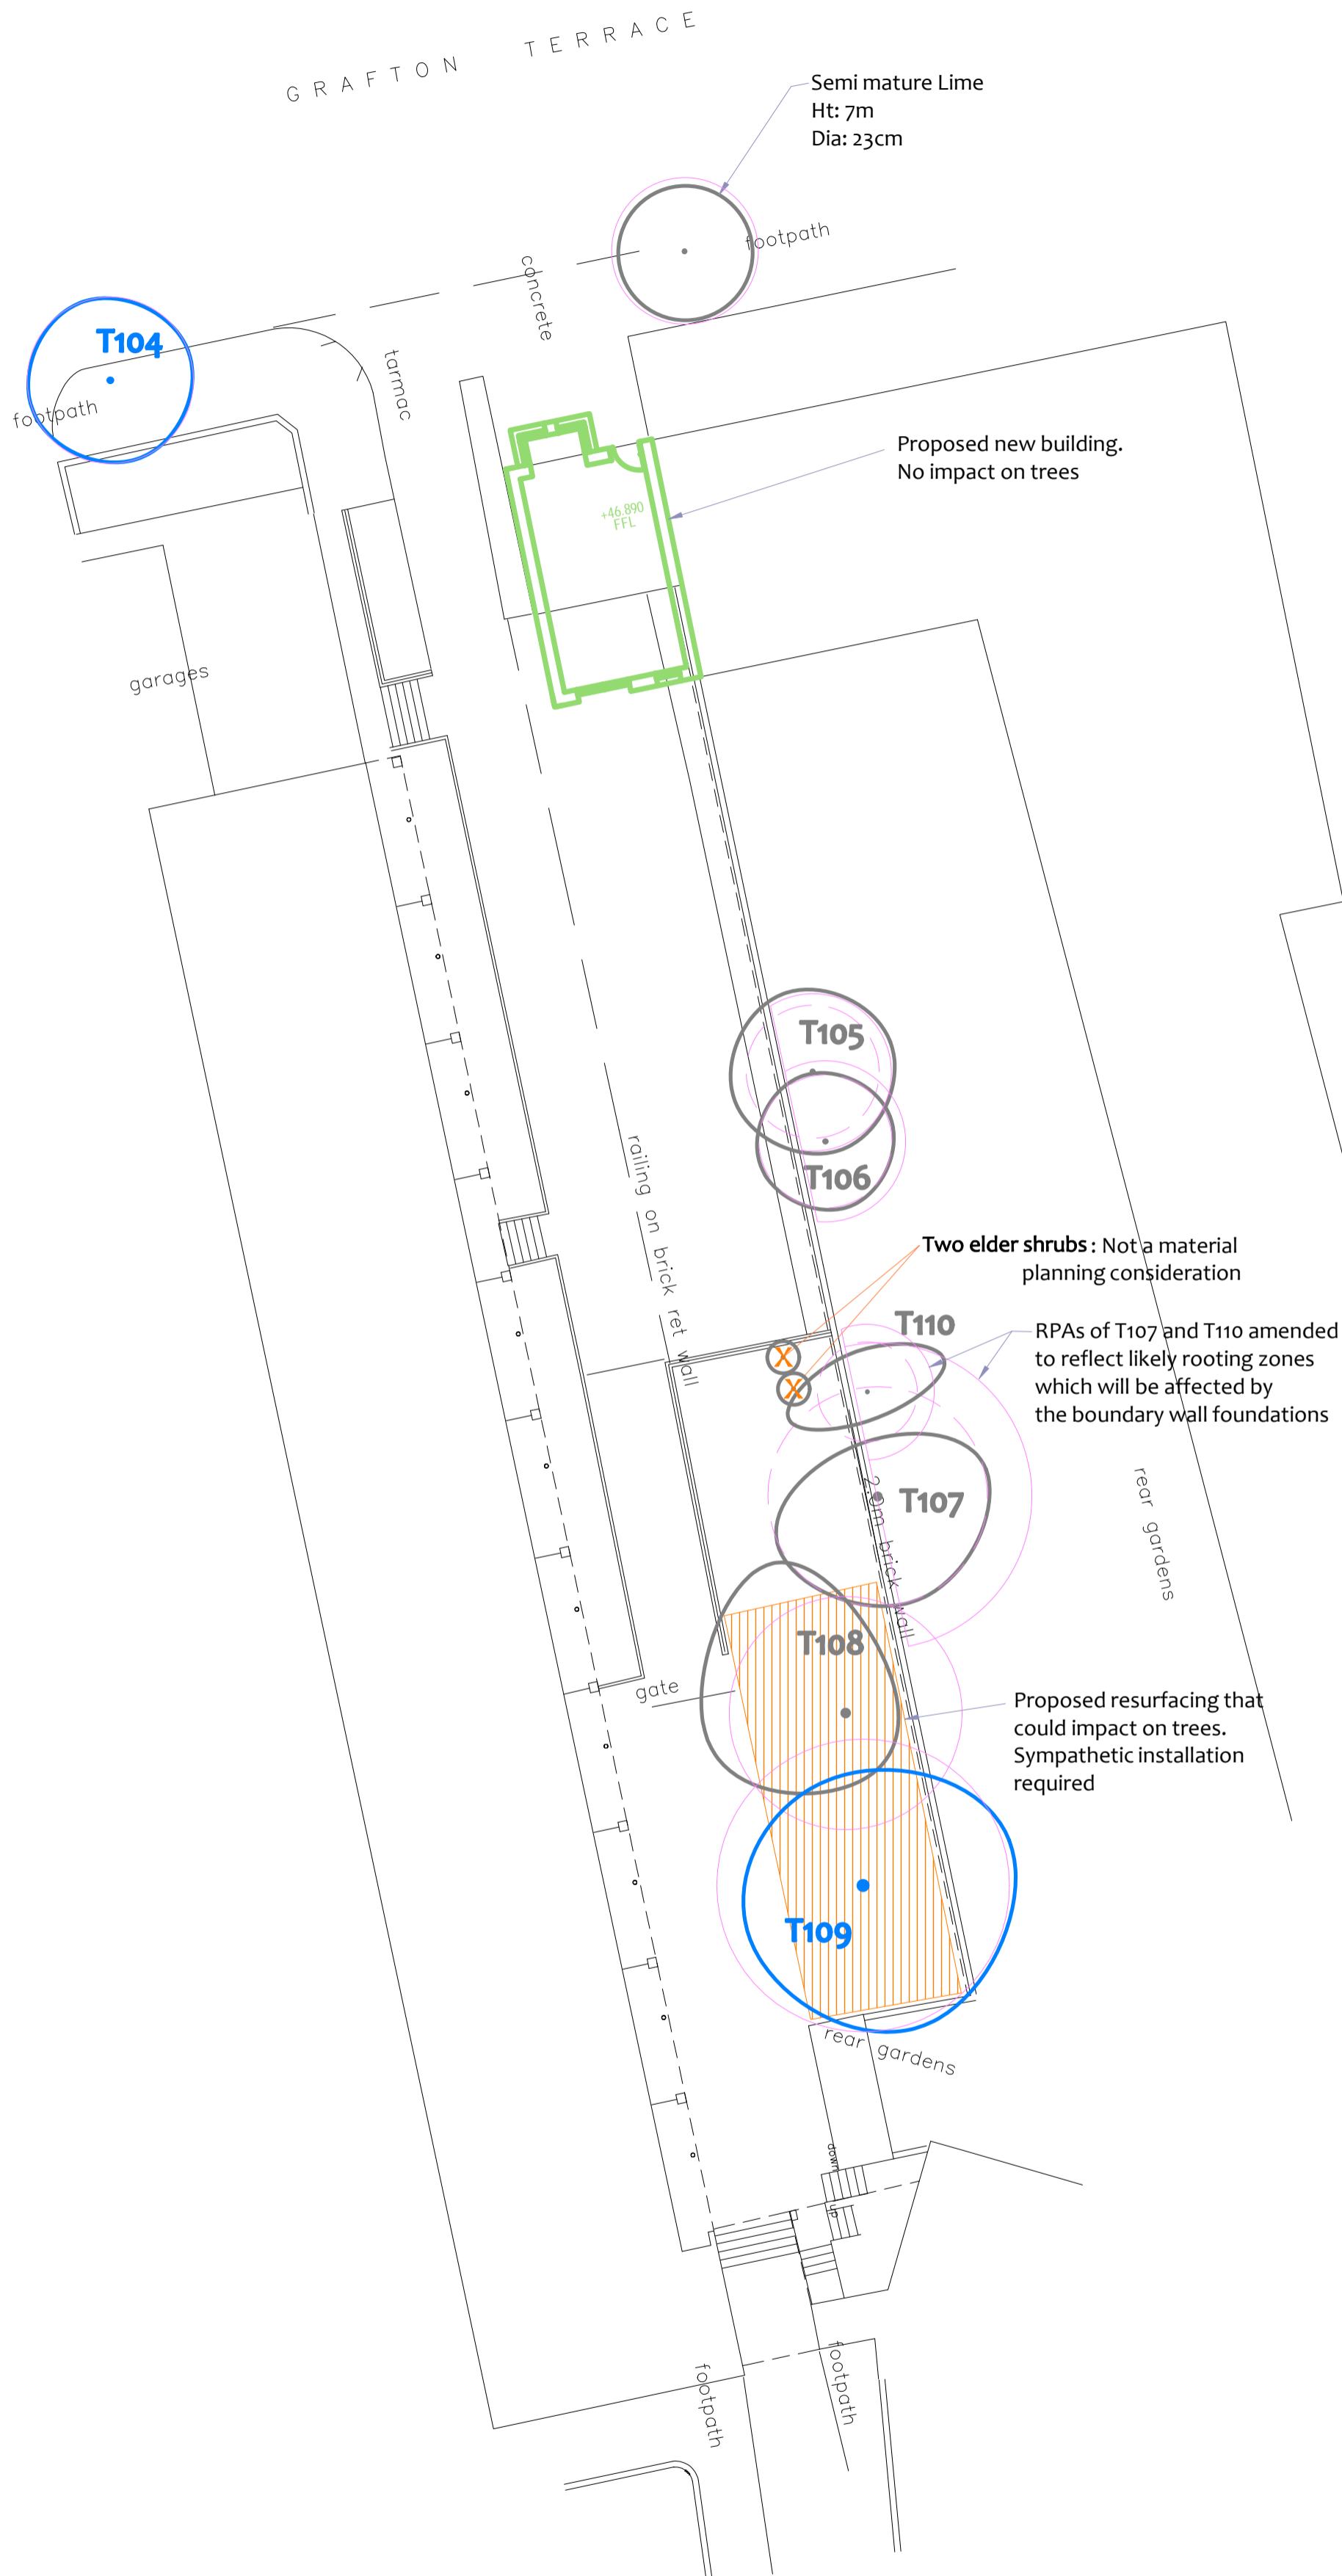 GRAFTON TERRACE
Semi mature Lime
Ht: 7m
Dia: 23cm
footpath
concrete
T104
tarmac
footpath
Proposed new building.
No impact on trees
+46.890
FFL
garages
T105
T106
railing on brick ret wall
Two elder shrubs : Not a material
planning consideration
X
X
T110
RPAs of T107 and T110 amended
to reflect likely rooting zones
which will be affected by
the boundary wall foundations
T107
2.0m brick wall
rear gardens
T108
gate
Proposed resurfacing that
could impact on trees.
Sympathetic installation
required
T109
rear gardens
down
up
footpath
footpath